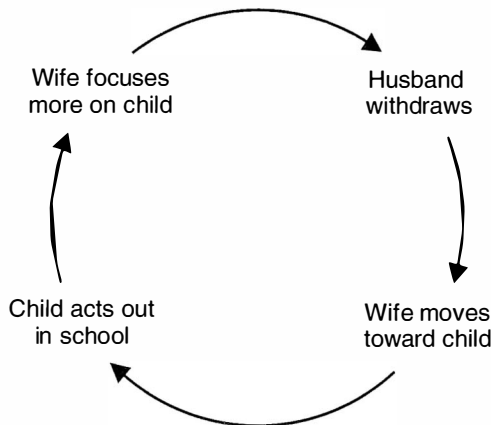 Wife focuses
more on child
Husband
withdraws
Wife moves
toward child
Child acts out
in school